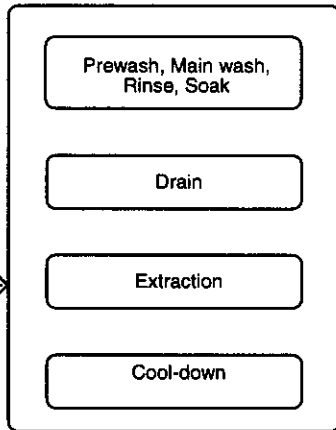 Prewash, Main wash,
Rinse, Soak
Drain
Extraction
Cool-down